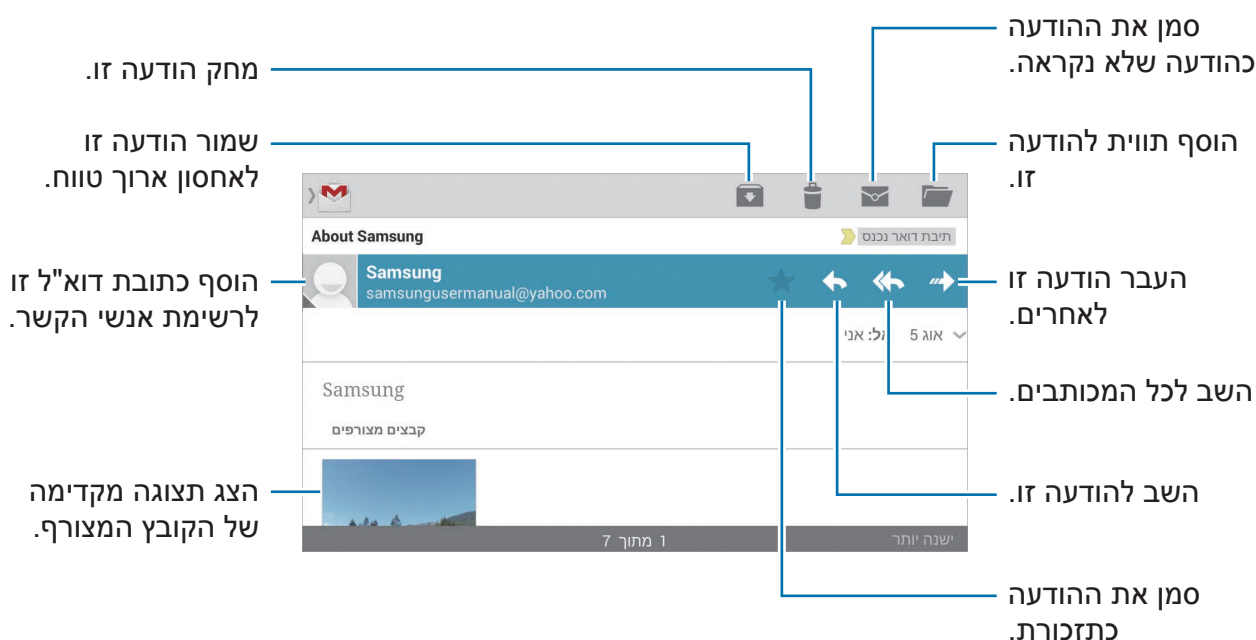 סמן את ההודעה
כהודעה שלא נקראה.
מחק הודעה זו.
הוסף תווית להודעה
זו.
שמור הודעה זו
לאחסון ארוך טווח.
About Samsung
תיבת דואר נכנס
Samsung
samsungusermanual@yahoo.com
העבר הודעה זו
לאחרים.
הוסף כתובת דוא"ל זו
לרשימת אנשי הקשר.
אל: אני
אוג 5
Samsung
השב לכל המכותבים.
קבצים מצורפים
השב להודעה זו.
הצג תצוגה מקדימה
של הקובץ המצורף.
1 מתוך 7
ישנה יותר
סמן את ההודעה
כתזכורת.